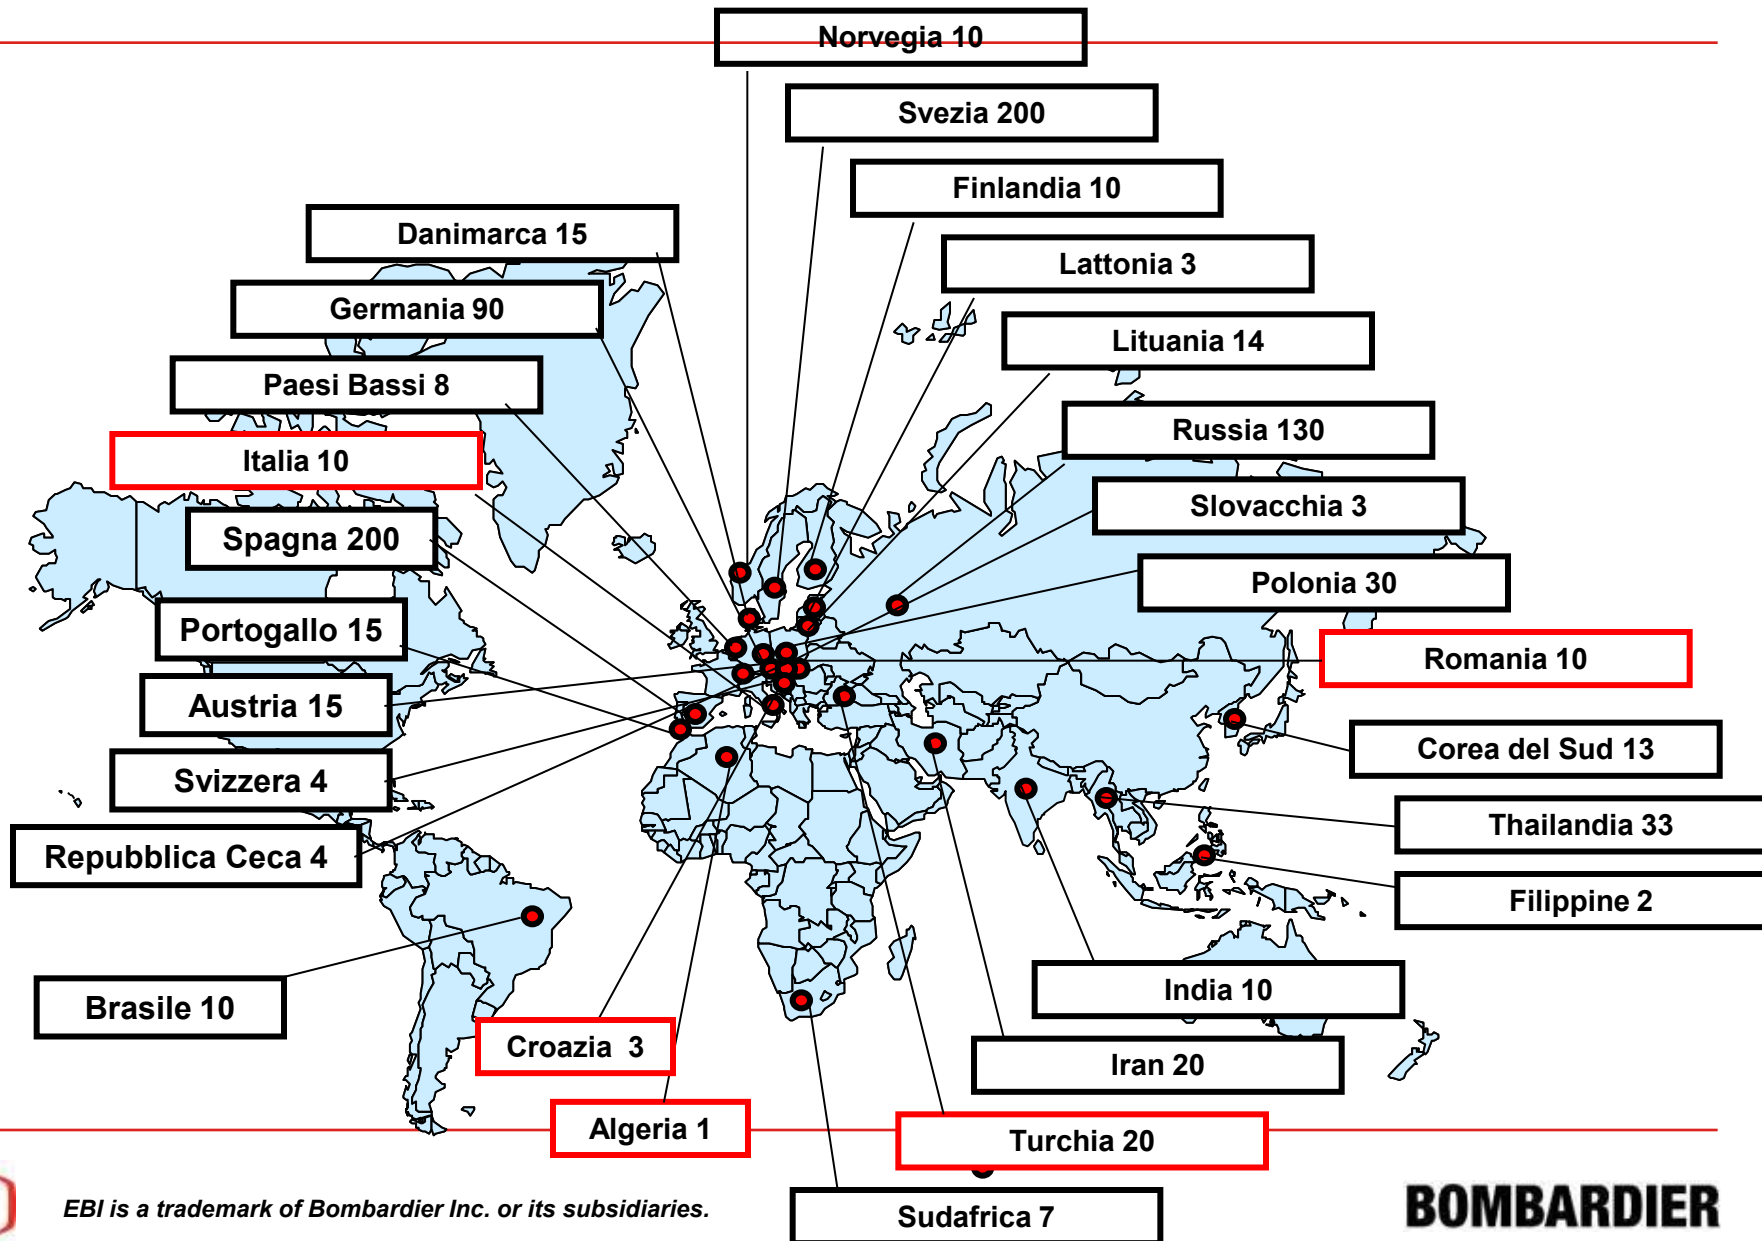 Norvegia 10
Svezia 200
Finlandia 10
Danimarca 15
Lattonia 3
Germania 90
Lituania 14
Paesi Bassi 8
Russia 130
Italia 10
Slovacchia 3
Spagna 200
Polonia 30
Portogallo 15
Romania 10
Austria 15
Corea del Sud 13
Svizzera 4
Thailandia 33
Repubblica Ceca 4
Filippine 2
India 10
Brasile 10
Croazia 3
Iran 20
Algeria 1
Turchia 20
EBI is a trademark of Bombardier Inc. or its subsidiaries.
Sudafrica 7
BOMBARDIER